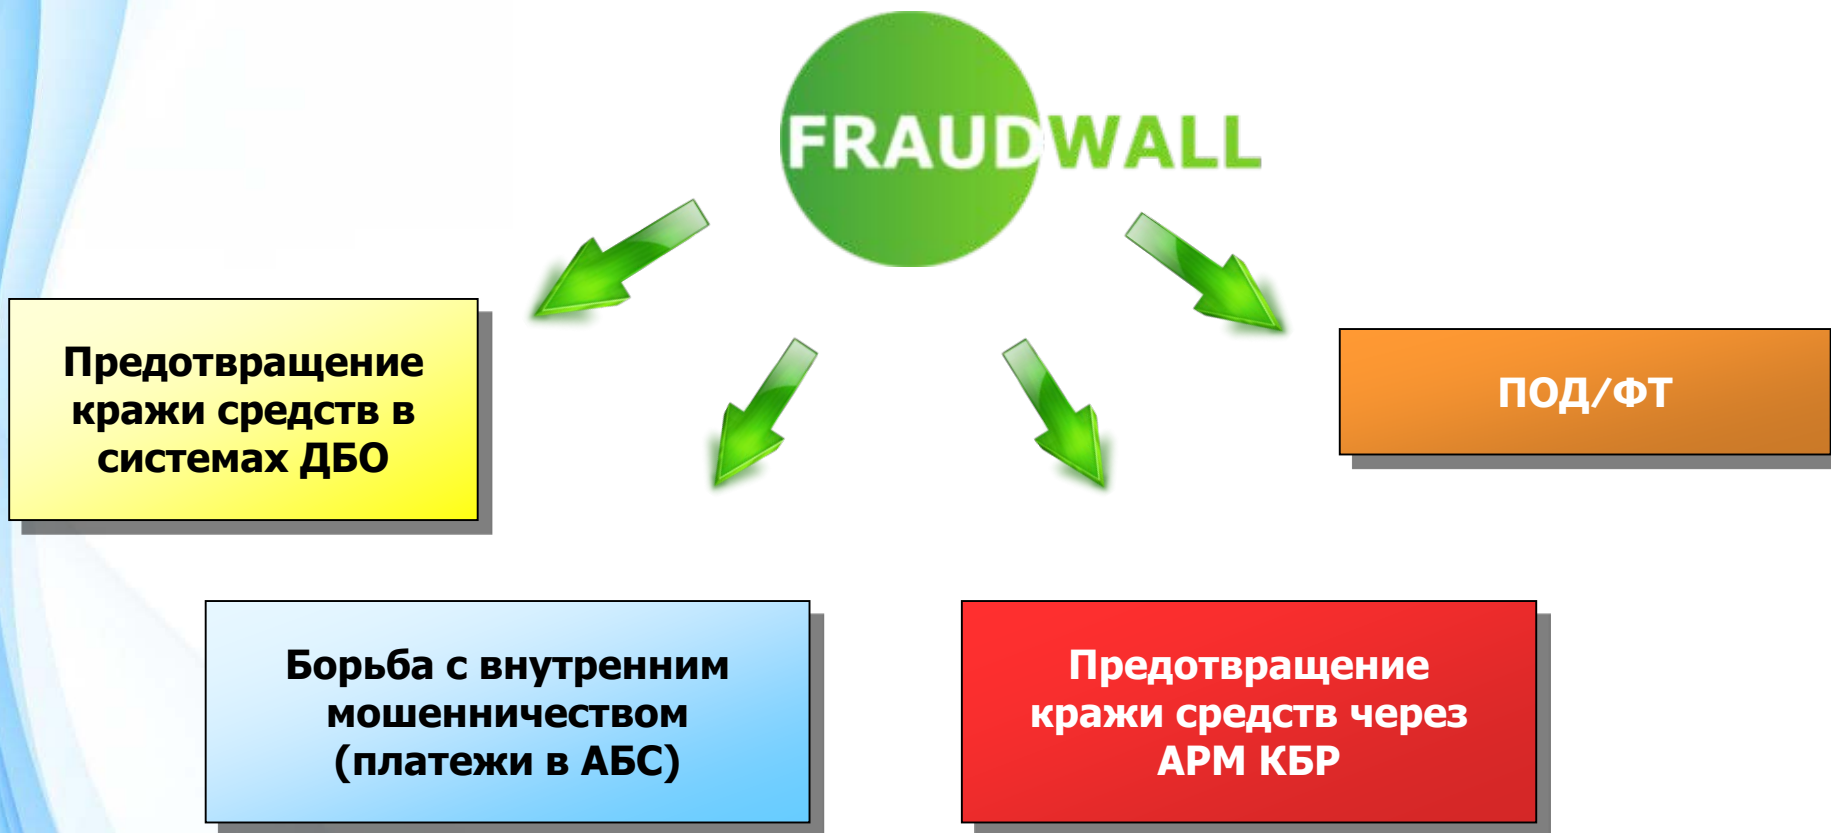 FRAUDWALL
Предотвращение
кражи средств в
системах ДБО
ПОД/ФТ
Борьба с внутренним
мошенничеством
(платежи в АБС)
Предотвращение
кражи средств через
АРМ КБР